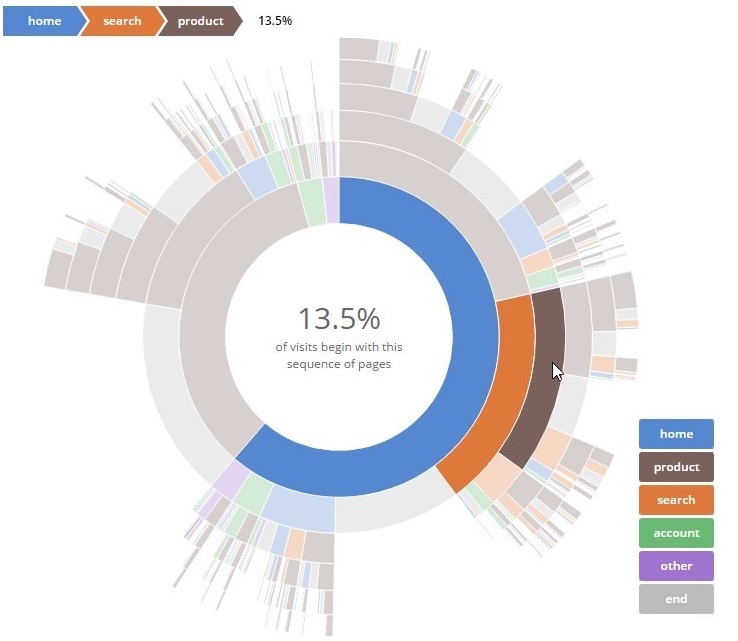 home search product 13.5%
13.5%
of visits begin with this
sequence of pages
home
product
search
account
other
end